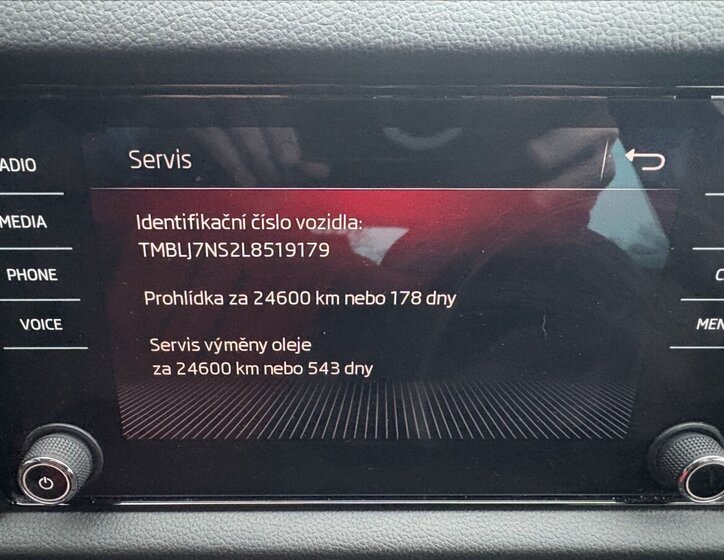 Servis
ADIO
MEDIA
PHONE
VOICE
Identifikační číslo vozidla:
TMBLJ7NS2L8519179
Prohlídka za 24600 km nebo 178 dny
Servis výměny oleje
za 24600 km nebo 543 dny
C
MEN